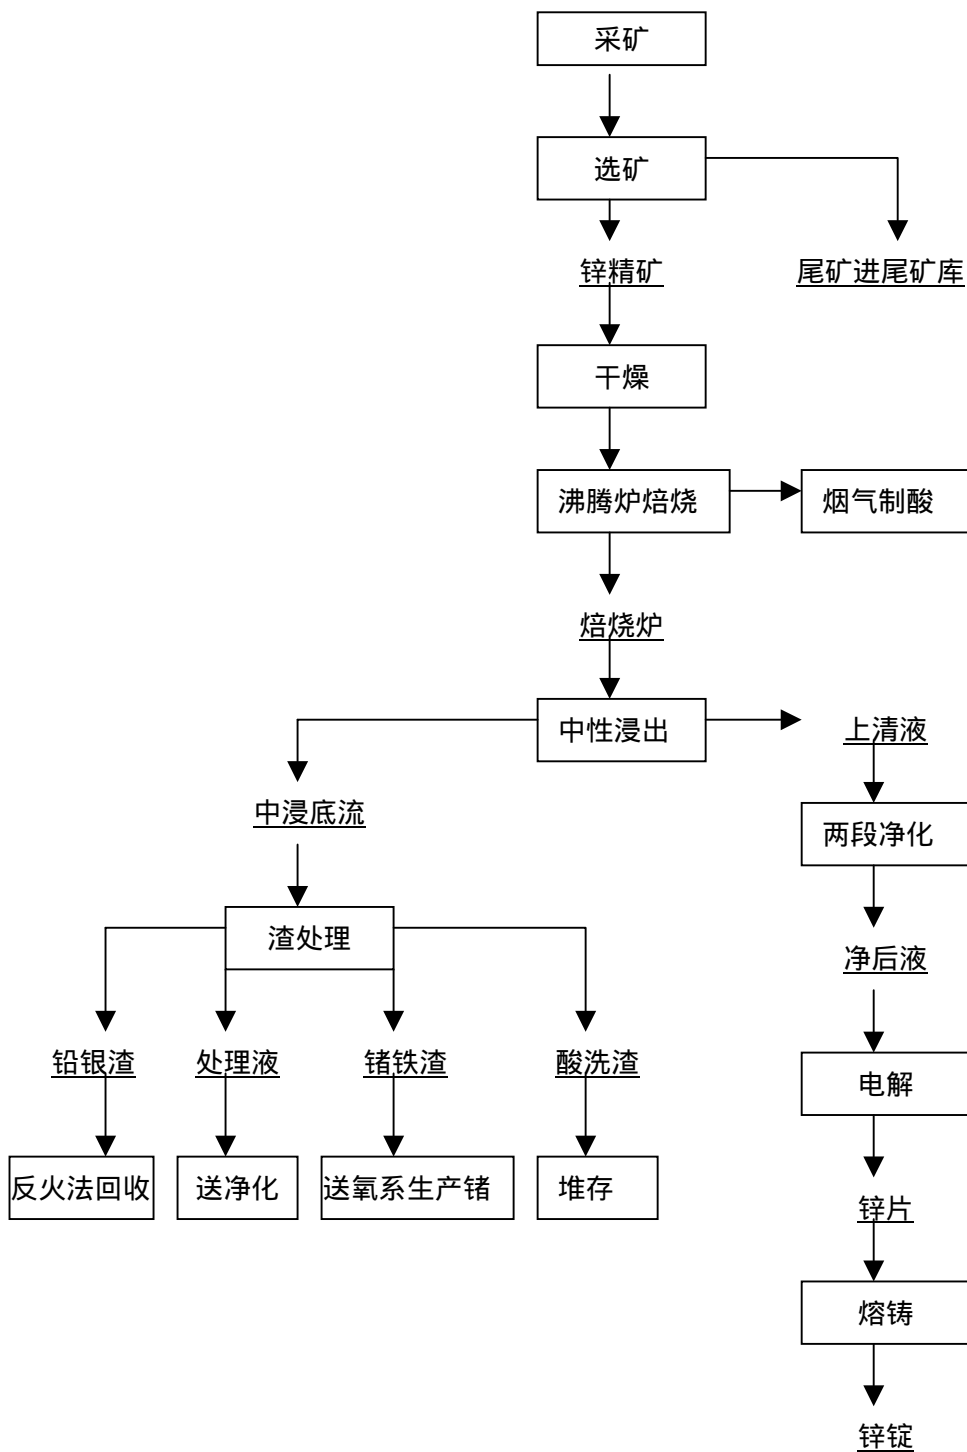 采矿
选矿
锌精矿
尾矿进尾矿库
干燥
沸腾炉焙烧
烟气制酸
焙烧炉
中性浸出
上清液
中浸底流
两段净化
渣处理
净后液
铅银渣
处理液
锗铁渣
酸洗渣
电解
反火法回收
送净化
送氧系生产锗
堆存
锌片
熔铸
锌锭